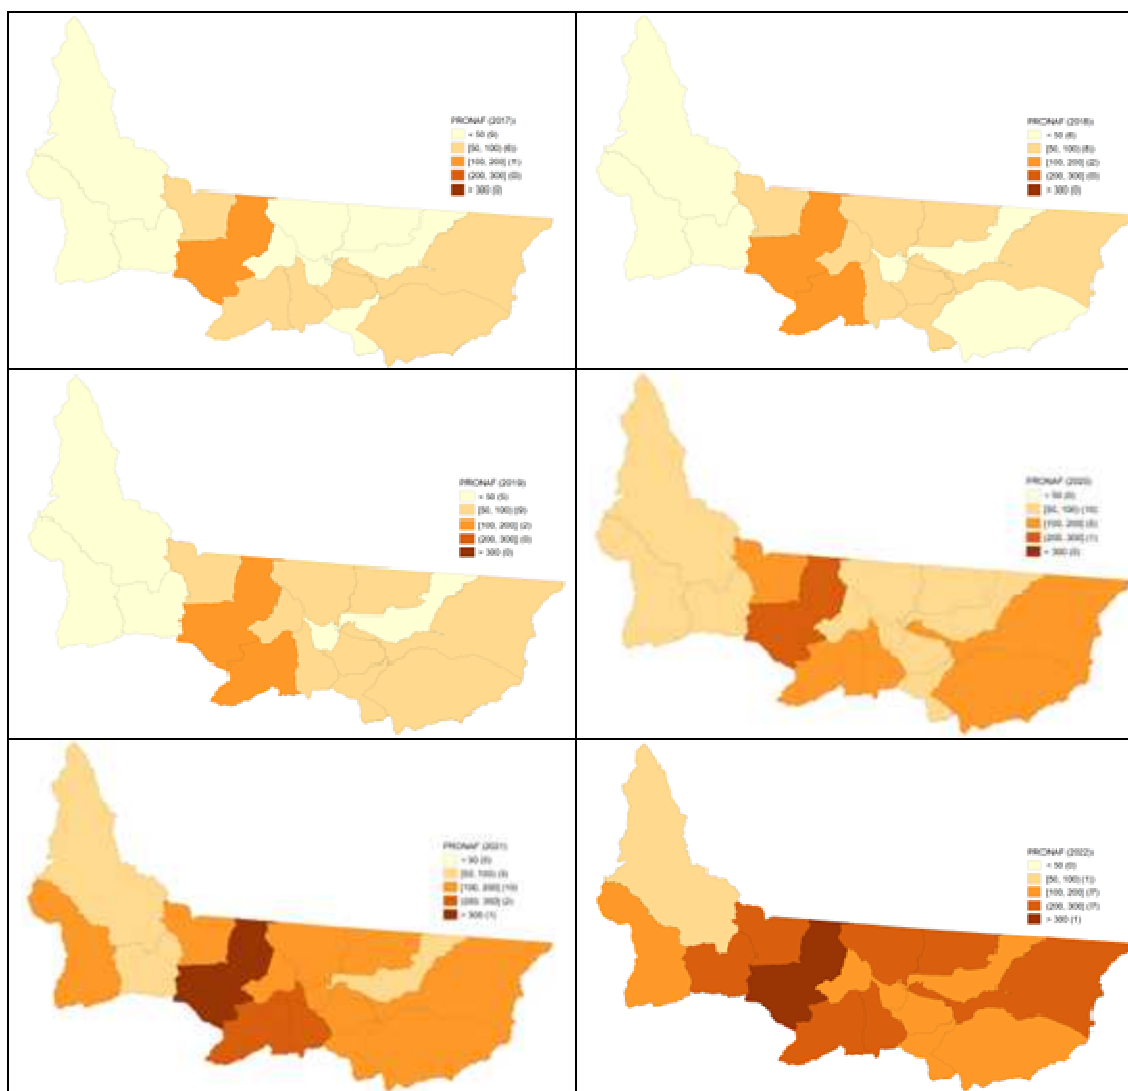 PRONAF (2017)
< 50 (9)
[50, 100) (6)
[100, 200] (1)
(200, 300] (0)
> 300 (0)
PRONAF (2018)
< 50 (6)
[50, 100) (8)
[100, 200] (2)
(200, 300] (0)
> 300 (0)
PRONAF (2019)
< 50 (5)
[50, 100) (9)
[100, 200] (2)
(200, 300] (0)
> 300 (0)
PRONAF (2020)
< 50 (0)
[50, 100) (10)
[100, 200] (5)
(200, 300] (1)
> 300 (0)
PRONAF (2021)
< 50 (0)
[50, 100) (3)
[100, 200] (10)
(200, 300] (2)
> 300 (1)
PRONAF (2022)
< 50 (0)
[50, 100) (1)
[100, 200] (7)
(200, 300] (7)
> 300 (1)